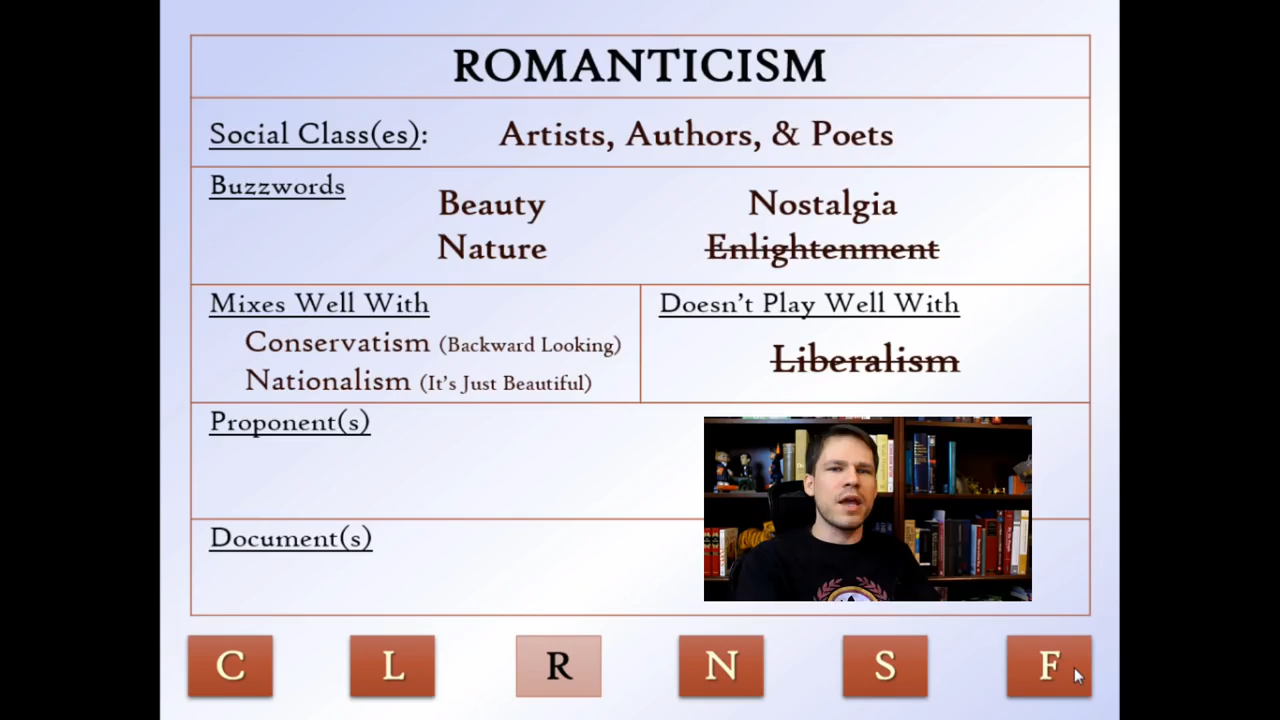 ROMANTICISM
Social Class(es): Artists, Authors, & Poets
Buzzwords
Beauty Nostalgia
Nature Enlightenment
Mixes Well With
Conservatism (Backward Looking)
Nationalism (It's Just Beautiful)
Doesn't Play Well With
Liberalism
Proponent(s)
Document(s)
C L R N S F